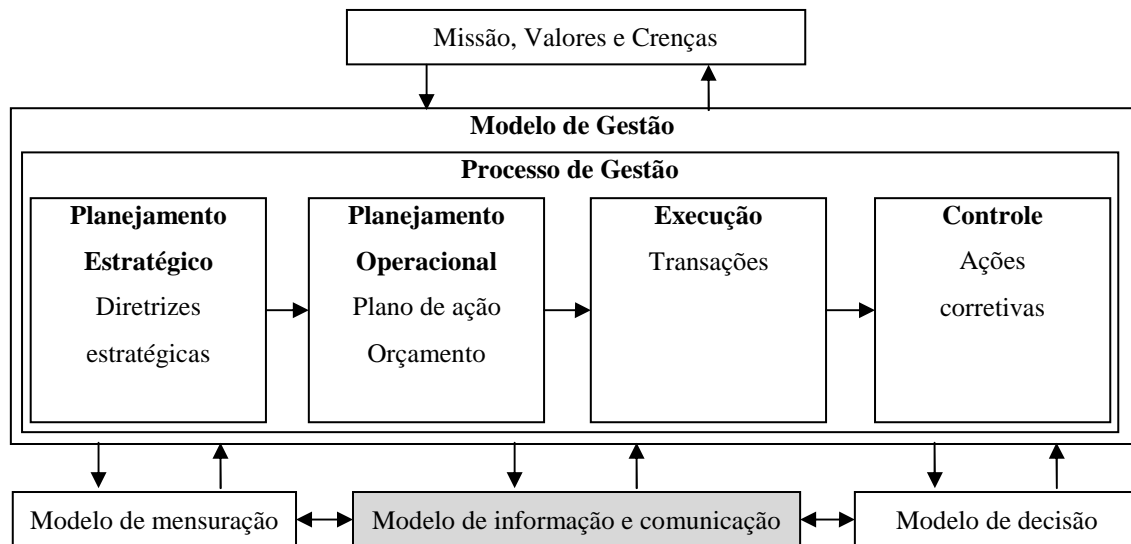 Missão, Valores e Crenças
Modelo de Gestão
Processo de Gestão
Planejamento
Estratégico
Diretrizes
estratégicas
Planejamento
Operacional
Plano de ação
Orçamento
Execução
Transações
Controle
Ações
corretivas
Modelo de mensuração
Modelo de informação e comunicação
Modelo de decisão